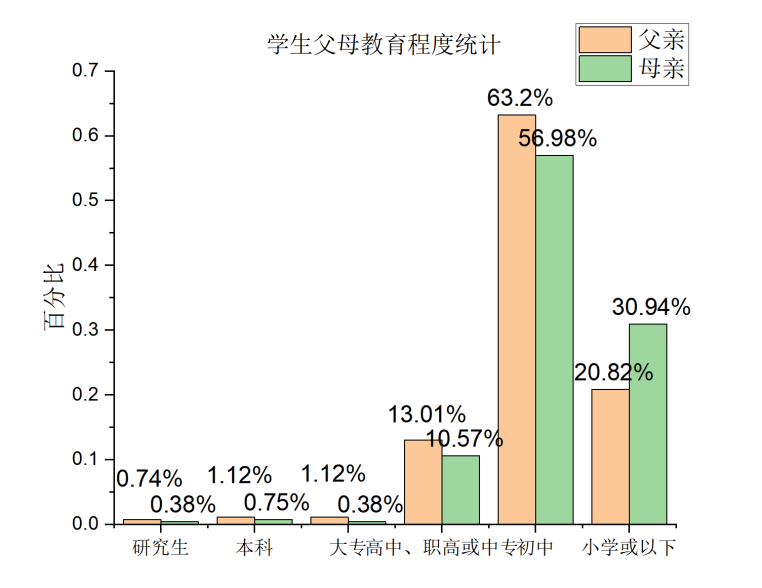 学生父母教育程度统计
父亲
母亲
百分比
0.7
0.6
0.5
0.4
0.3
0.2
0.1
0.0
0.74%
0.38%
1.12%
0.75%
1.12%
0.38%
13.01%
10.57%
63.2%
56.98%
20.82%
30.94%
研究生
本科
大专
高中、职高或中专
初中
小学或以下